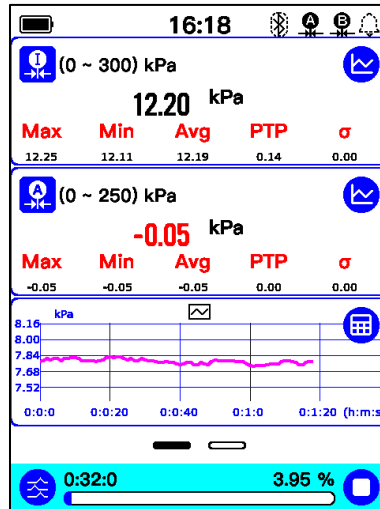 16:18 A B
I (0 ~ 300) kPa
12.20 kPa
Max Min Avg PTP σ
12.25 12.11 12.19 0.14 0.00
A (0 ~ 250) kPa
-0.05 kPa
Max Min Avg PTP σ
-0.05 -0.05 -0.05 0.00 0.00
kPa
8.16
8.00
7.84
7.68
7.52
0:0:0 0:0:20 0:0:40 0:1:0 0:1:20 (h:m:s
0:32:0 3.95 %